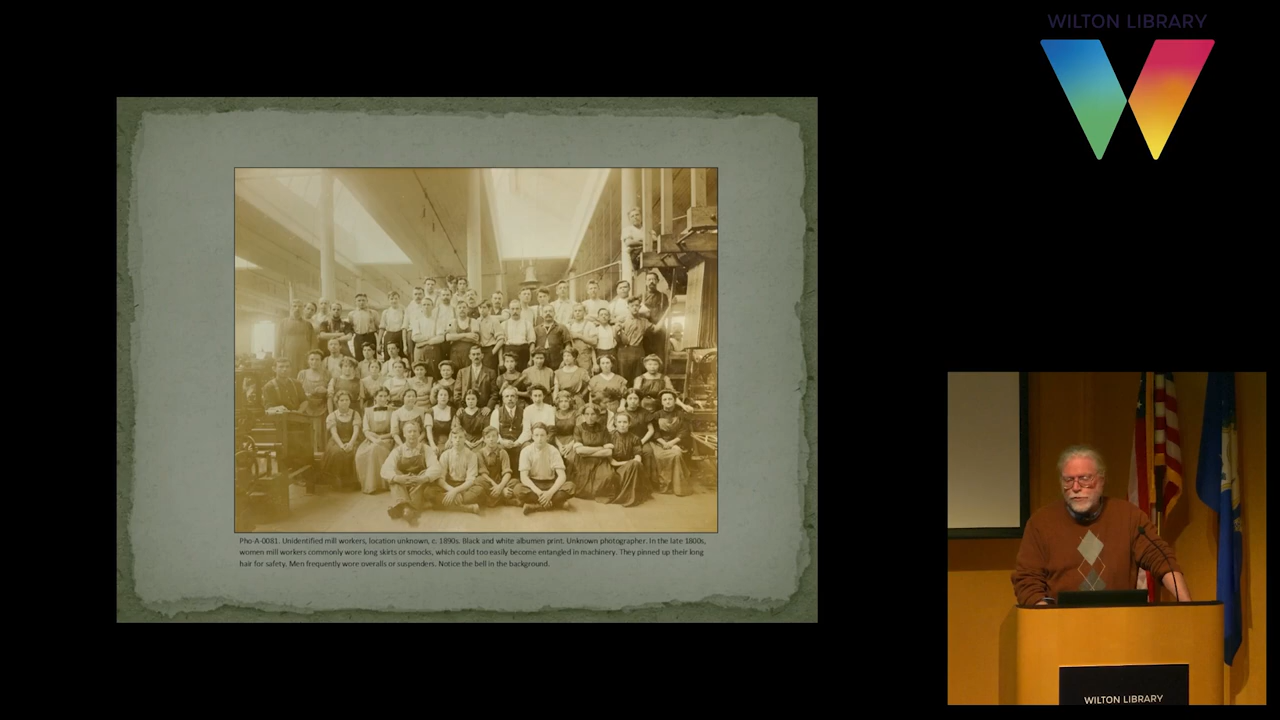 WILTON LIBRARY
Pho-A-0081. Unidentified mill workers, location unknown, c. 1890s. Black and white albumen print. Unknown photographer. In the late 1800s,
women mill workers commonly wore long skirts or smocks, which could too easily become entangled in machinery. They pinned up their long
hair for safety. Men frequently wore overalls or suspenders. Notice the bell in the background.
WILTON LIBRARY